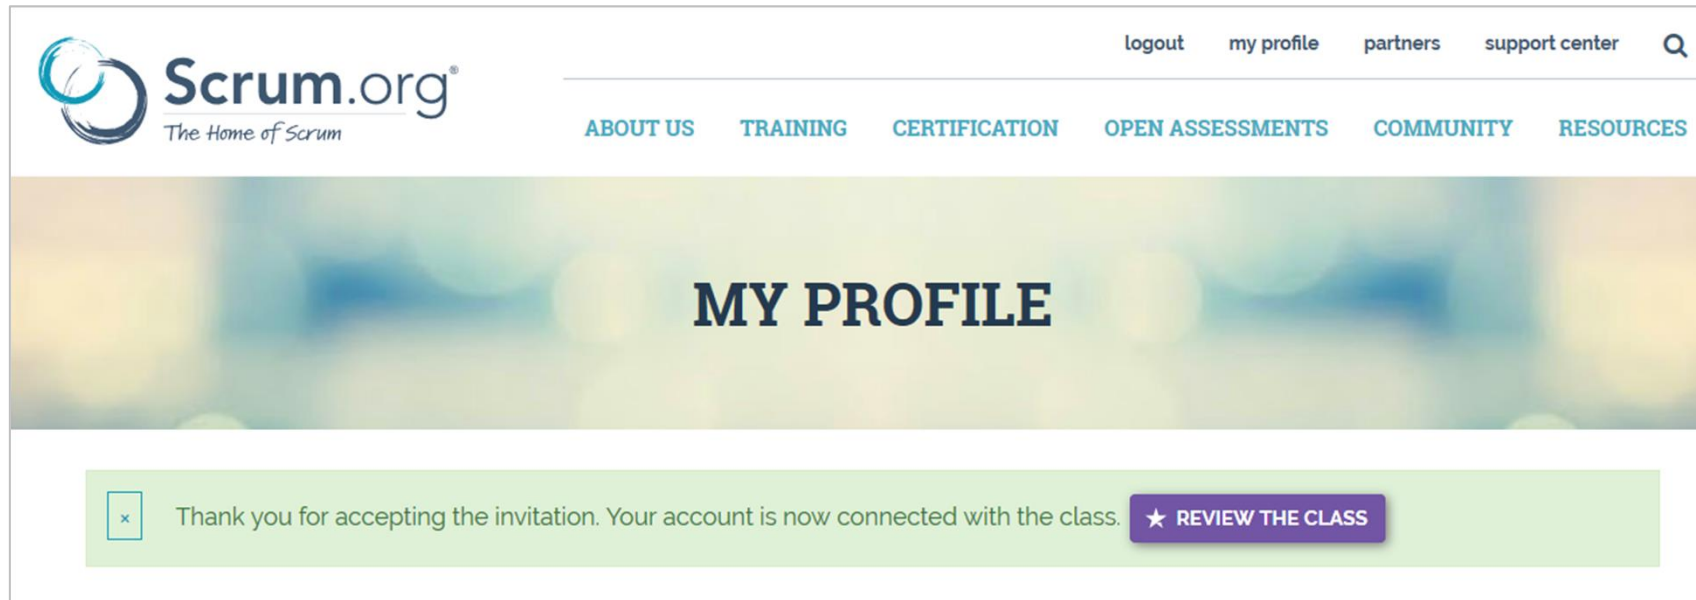 logout my profile partners support center
Scrum.org®
The Home of Scrum
ABOUT US TRAINING CERTIFICATION OPEN ASSESSMENTS COMMUNITY RESOURCES
MY PROFILE
× Thank you for accepting the invitation. Your account is now connected with the class. ★ REVIEW THE CLASS